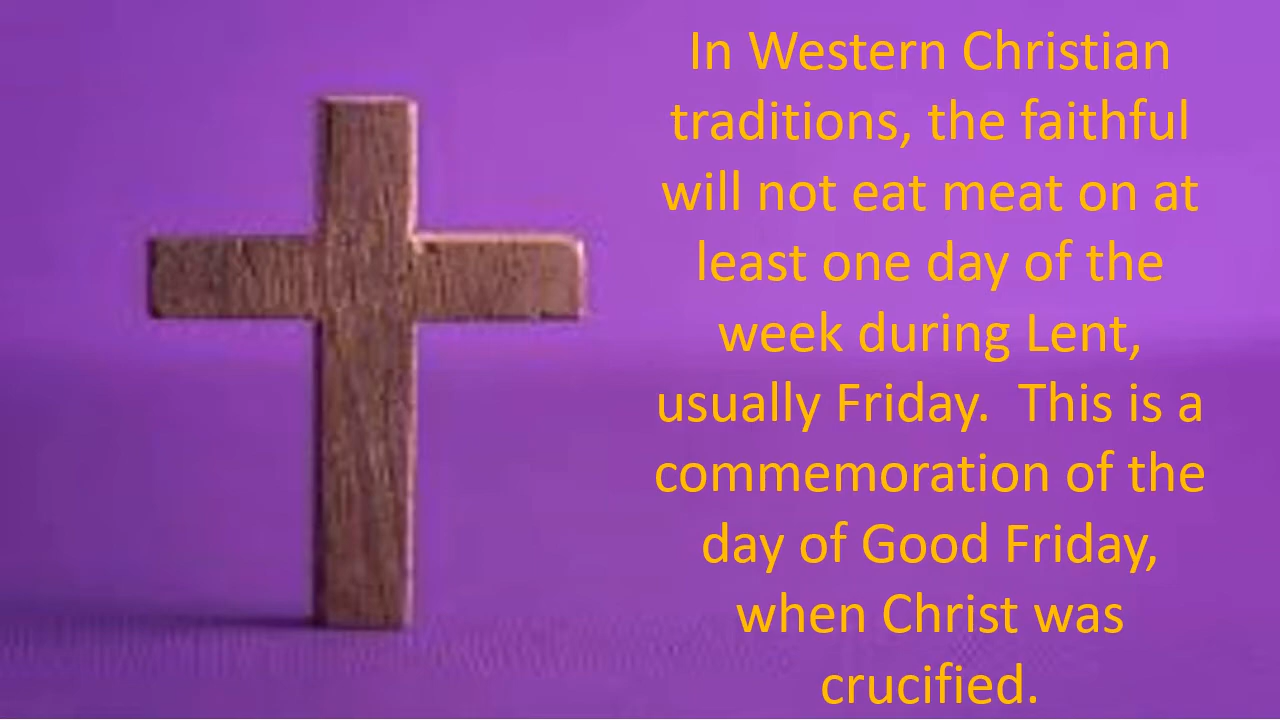 In Western Christian
traditions, the faithful
will not eat meat on at
least one day of the
week during Lent,
usually Friday.  This is a
commemoration of the
day of Good Friday,
when Christ was
crucified.